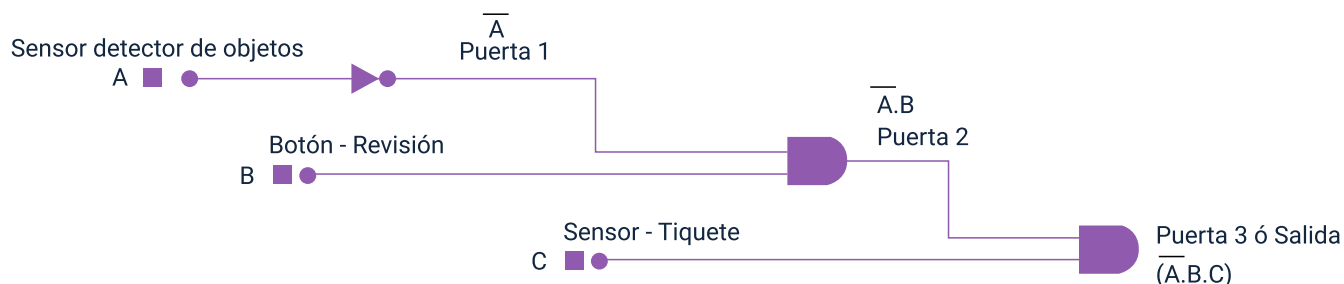 Sensor detector de objetos
A
A̅
Puerta 1
Botón - Revisión
B
A̅.B
Puerta 2
Sensor - Tiquete
C
Puerta 3 ó Salida
(A̅.B.C)